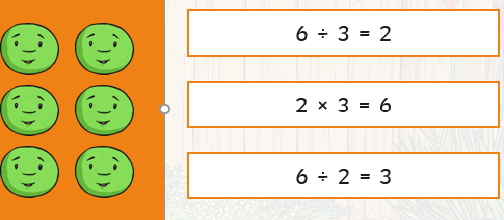 6 ÷ 3 = 2
2 × 3 = 6
6 ÷ 2 = 3